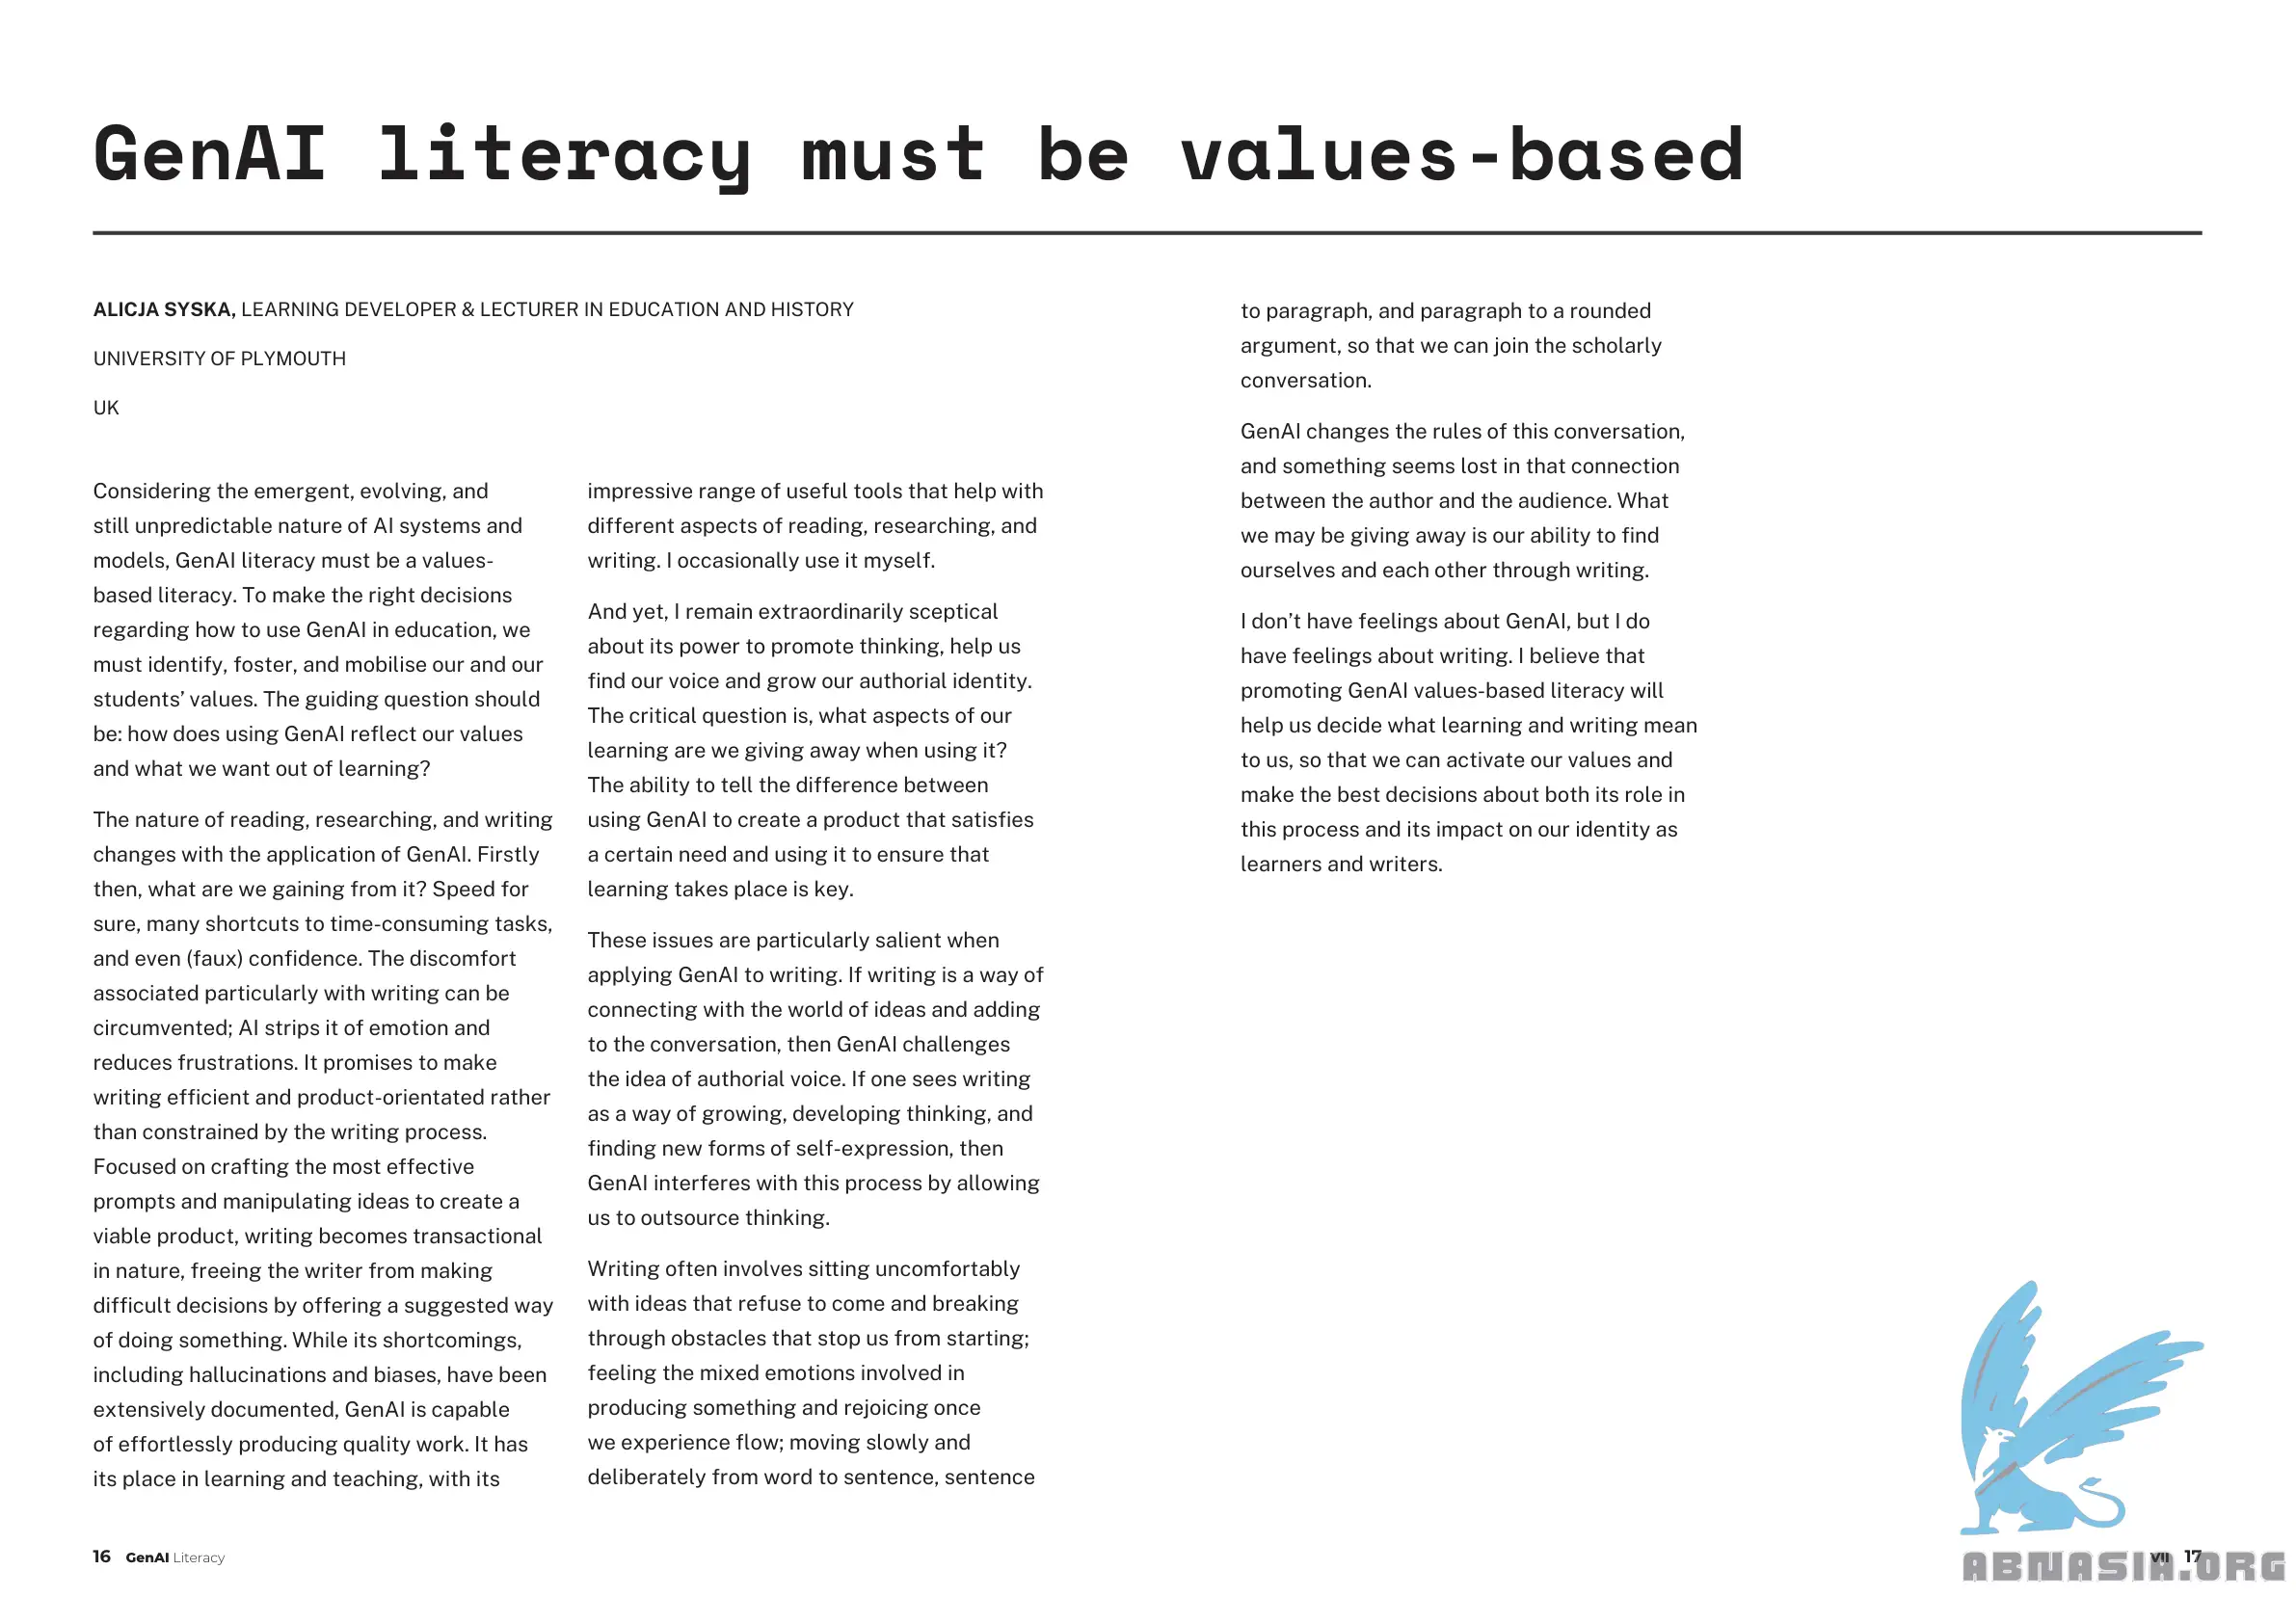 GenAI literacy must be values-based
ALICJA SYSKA, LEARNING DEVELOPER & LECTURER IN EDUCATION AND HISTORY
UNIVERSITY OF PLYMOUTH
UK
Considering the emergent, evolving, and
still unpredictable nature of AI systems and
models, GenAI literacy must be a values-
based literacy. To make the right decisions
regarding how to use GenAI in education, we
must identify, foster, and mobilise our and our
students’ values. The guiding question should
be: how does using GenAI reflect our values
and what we want out of learning?
The nature of reading, researching, and writing
changes with the application of GenAI. Firstly
then, what are we gaining from it? Speed for
sure, many shortcuts to time-consuming tasks,
and even (faux) confidence. The discomfort
associated particularly with writing can be
circumvented; AI strips it of emotion and
reduces frustrations. It promises to make
writing efficient and product-orientated rather
than constrained by the writing process.
Focused on crafting the most effective
prompts and manipulating ideas to create a
viable product, writing becomes transactional
in nature, freeing the writer from making
difficult decisions by offering a suggested way
of doing something. While its shortcomings,
including hallucinations and biases, have been
extensively documented, GenAI is capable
of effortlessly producing quality work. It has
its place in learning and teaching, with its
impressive range of useful tools that help with
different aspects of reading, researching, and
writing. I occasionally use it myself.
And yet, I remain extraordinarily sceptical
about its power to promote thinking, help us
find our voice and grow our authorial identity.
The critical question is, what aspects of our
learning are we giving away when using it?
The ability to tell the difference between
using GenAI to create a product that satisfies
a certain need and using it to ensure that
learning takes place is key.
These issues are particularly salient when
applying GenAI to writing. If writing is a way of
connecting with the world of ideas and adding
to the conversation, then GenAI challenges
the idea of authorial voice. If one sees writing
as a way of growing, developing thinking, and
finding new forms of self-expression, then
GenAI interferes with this process by allowing
us to outsource thinking.
Writing often involves sitting uncomfortably
with ideas that refuse to come and breaking
through obstacles that stop us from starting;
feeling the mixed emotions involved in
producing something and rejoicing once
we experience flow; moving slowly and
deliberately from word to sentence, sentence
to paragraph, and paragraph to a rounded
argument, so that we can join the scholarly
conversation.
GenAI changes the rules of this conversation,
and something seems lost in that connection
between the author and the audience. What
we may be giving away is our ability to find
ourselves and each other through writing.
I don’t have feelings about GenAI, but I do
have feelings about writing. I believe that
promoting GenAI values-based literacy will
help us decide what learning and writing mean
to us, so that we can activate our values and
make the best decisions about both its role in
this process and its impact on our identity as
learners and writers.
16 GenAI Literacy
VII 17
ABNASIA.ORG